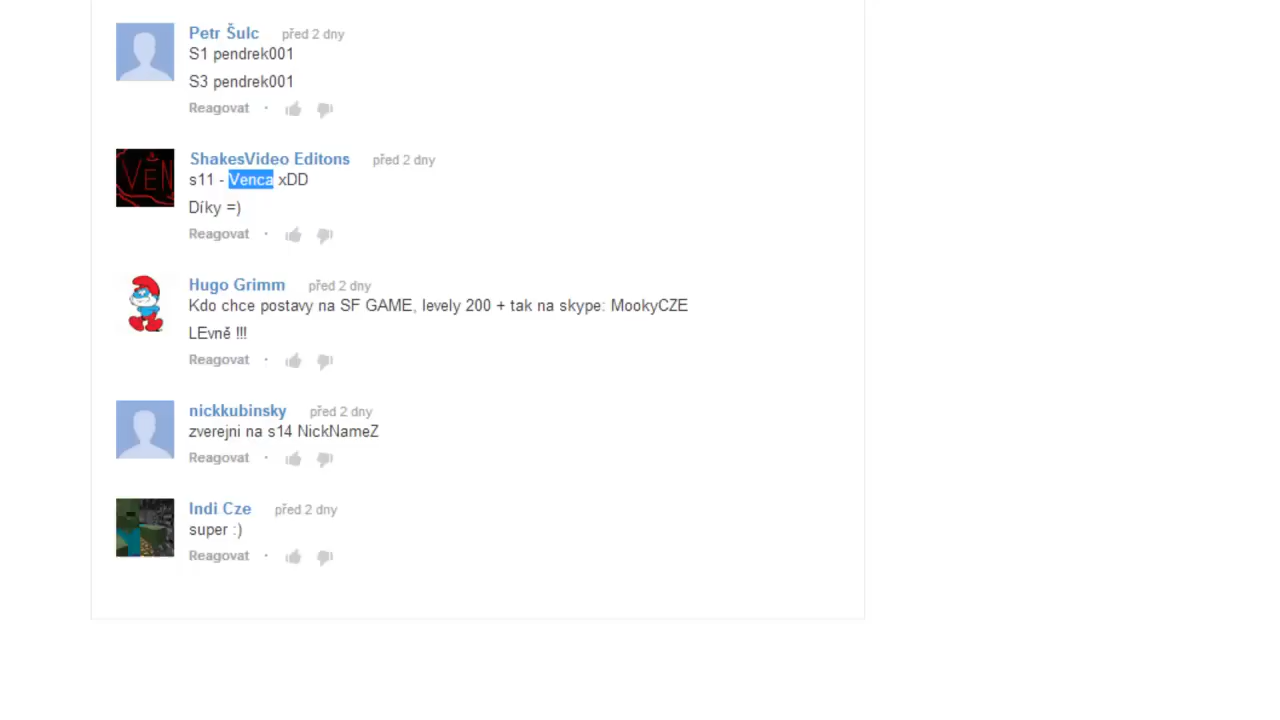 Petr Šulc před 2 dny
S1 pendrek001
S3 pendrek001
Reagovat ·
VĚN
ShakesVideo Editons před 2 dny
s11 - Venca xDD
Díky =)
Reagovat ·
Hugo Grimm před 2 dny
Kdo chce postavy na SF GAME, levely 200 + tak na skype: MookyCZE
LEvně !!!
Reagovat ·
nickkubinsky před 2 dny
zverejni na s14 NickNameZ
Reagovat ·
Indi Cze před 2 dny
super :)
Reagovat ·